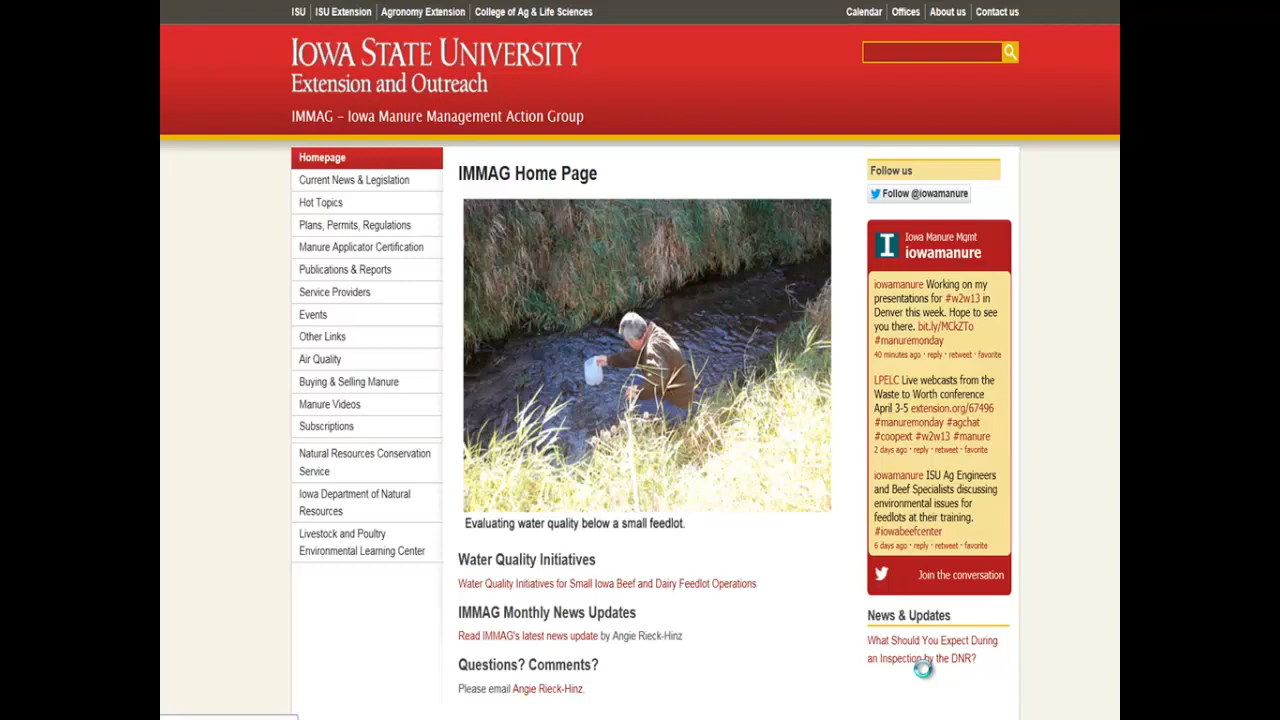 ISU ISU Extension Agronomy Extension College of Ag & Life Sciences
Calendar Offices About us Contact us
IOWA STATE UNIVERSITY
Extension and Outreach
IMMAG – Iowa Manure Management Action Group
Homepage
Current News & Legislation
Hot Topics
Plans, Permits, Regulations
Manure Applicator Certification
Publications & Reports
Service Providers
Events
Other Links
Air Quality
Buying & Selling Manure
Manure Videos
Subscriptions
Natural Resources Conservation
Service
Iowa Department of Natural
Resources
Livestock and Poultry
Environmental Learning Center
IMMAG Home Page
Evaluating water quality below a small feedlot.
Water Quality Initiatives
Water Quality Initiatives for Small Iowa Beef and Dairy Feedlot Operations
IMMAG Monthly News Updates
Read IMMAG's latest news update by Angie Rieck-Hinz
Questions? Comments?
Please email Angie Rieck-Hinz.
Follow us
Follow @iowamanure
I
Iowa Manure Mgmt
iowamanure
iowamanure Working on my
presentations for #w2w13 in
Denver this week. Hope to see
you there. bit.ly/MCkZTo
#manuremonday
40 minutes ago · reply · retweet · favorite
LPELC Live webcasts from the
Waste to Worth conference
April 3-5 extension.org/67496
#manuremonday #agchat
#coopext #w2w13 #manure
2 days ago · reply · retweet · favorite
iowamanure ISU Ag Engineers
and Beef Specialists discussing
environmental issues for
feedlots at their training.
#iowabeefcenter
6 days ago · reply · retweet · favorite
Join the conversation
News & Updates
What Should You Expect During
an Inspection by the DNR?